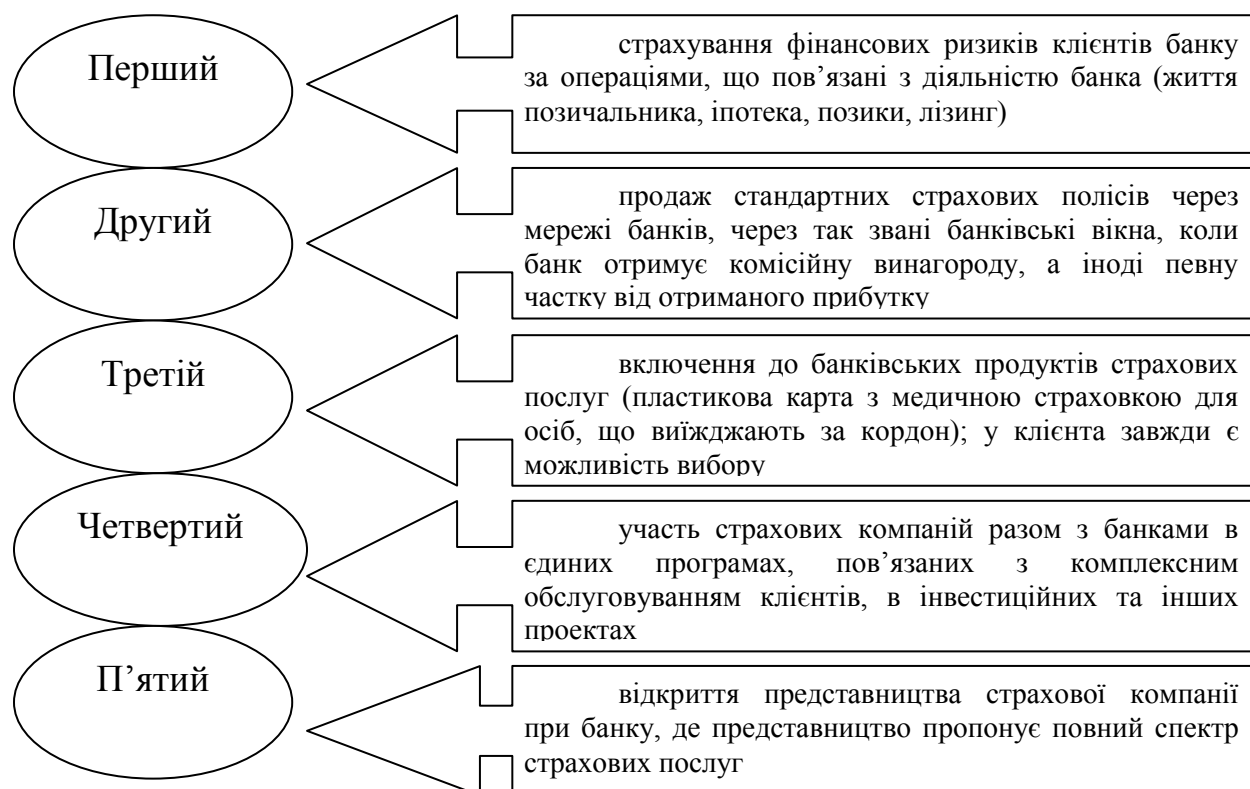 Перший
страхування фінансових ризиків клієнтів банку
за операціями, що пов’язані з діяльністю банка (життя
позичальника, іпотека, позики, лізинг)
Другий
продаж стандартних страхових полісів через
мережі банків, через так звані банківські вікна, коли
банк отримує комісійну винагороду, а іноді певну
частку від отриманого прибутку
Третій
включення до банківських продуктів страхових
послуг (пластикова карта з медичною страховкою для
осіб, що виїжджають за кордон); у клієнта завжди є
можливість вибору
Четвертий
участь страхових компаній разом з банками в
єдиних програмах, пов’язаних з комплексним
обслуговуванням клієнтів, в інвестиційних та інших
проектах
П’ятий
відкриття представництва страхової компанії
при банку, де представництво пропонує повний спектр
страхових послуг